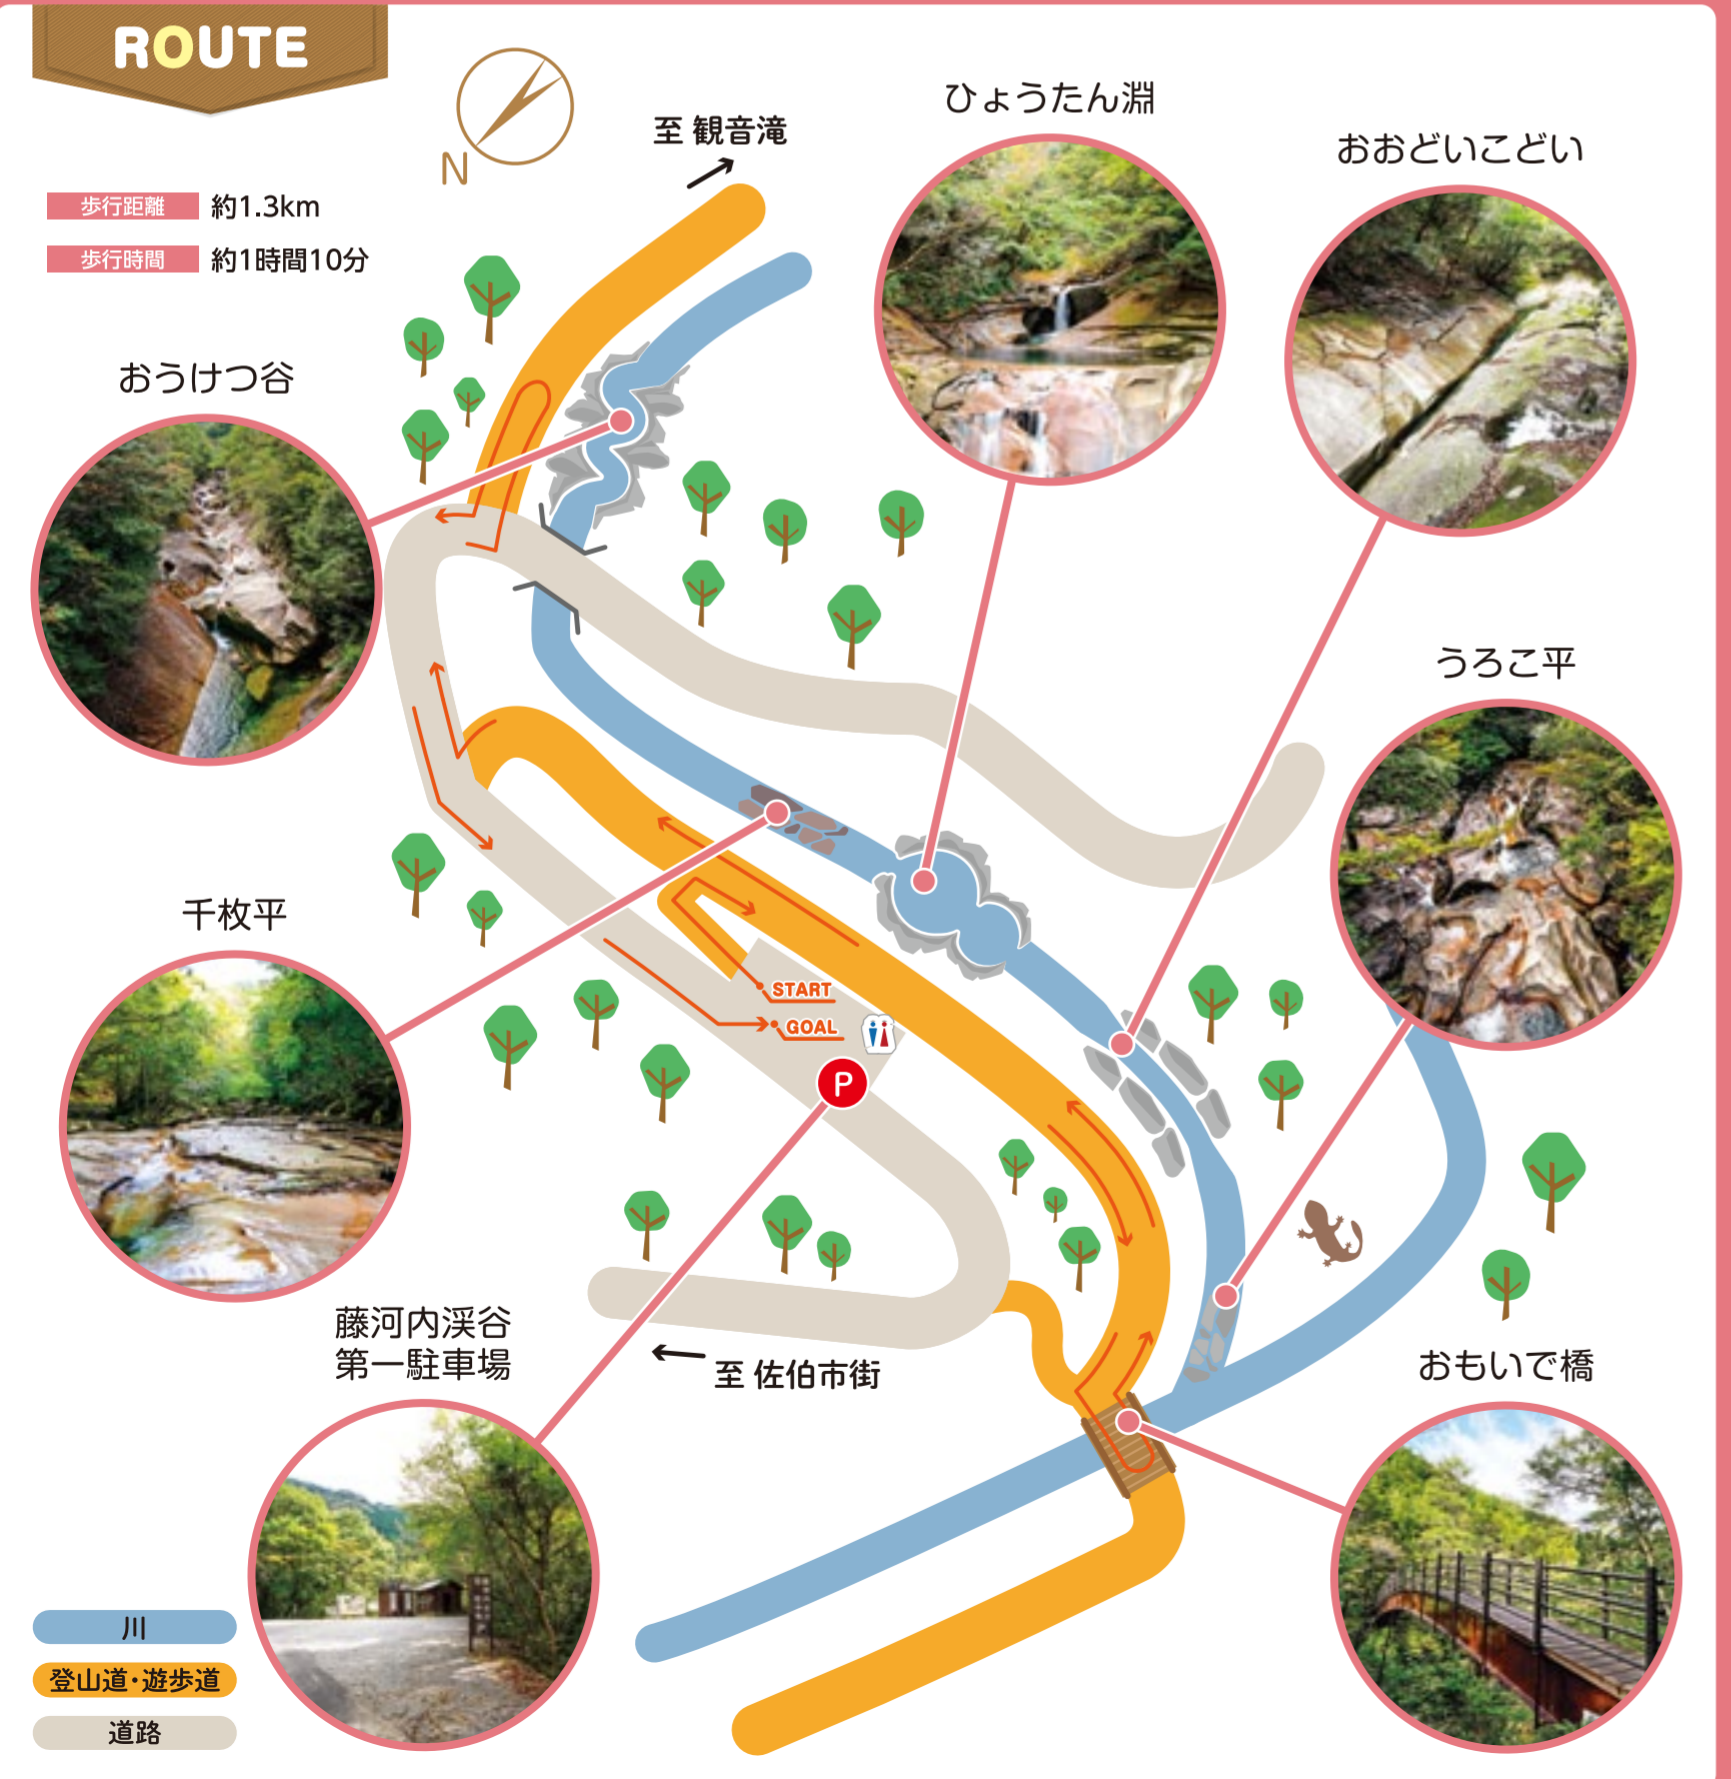 ROUTE
N
歩行距離 約1.3km
歩行時間 約1時間10分
至 観音滝
ひょうたん淵
おおどいこどい
おうけつ谷
うろこ平
千枚平
START
GOAL
P
藤河内渓谷
第一駐車場
至 佐伯市街
おもいで橋
川
登山道・遊歩道
道路